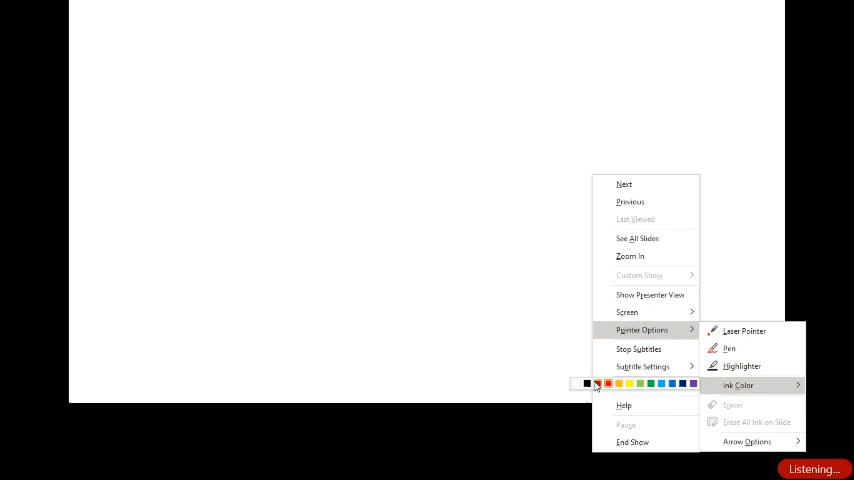 Next
Previous
Last Viewed
See All Slides
Zoom In
Custom Show
Show Presenter View
Screen
Pointer Options
Stop Subtitles
Subtitle Settings
Help
Pause
End Show
Laser Pointer
Pen
Highlighter
Ink Color
Eraser
Erase All Ink on Slide
Arrow Options
Listening...